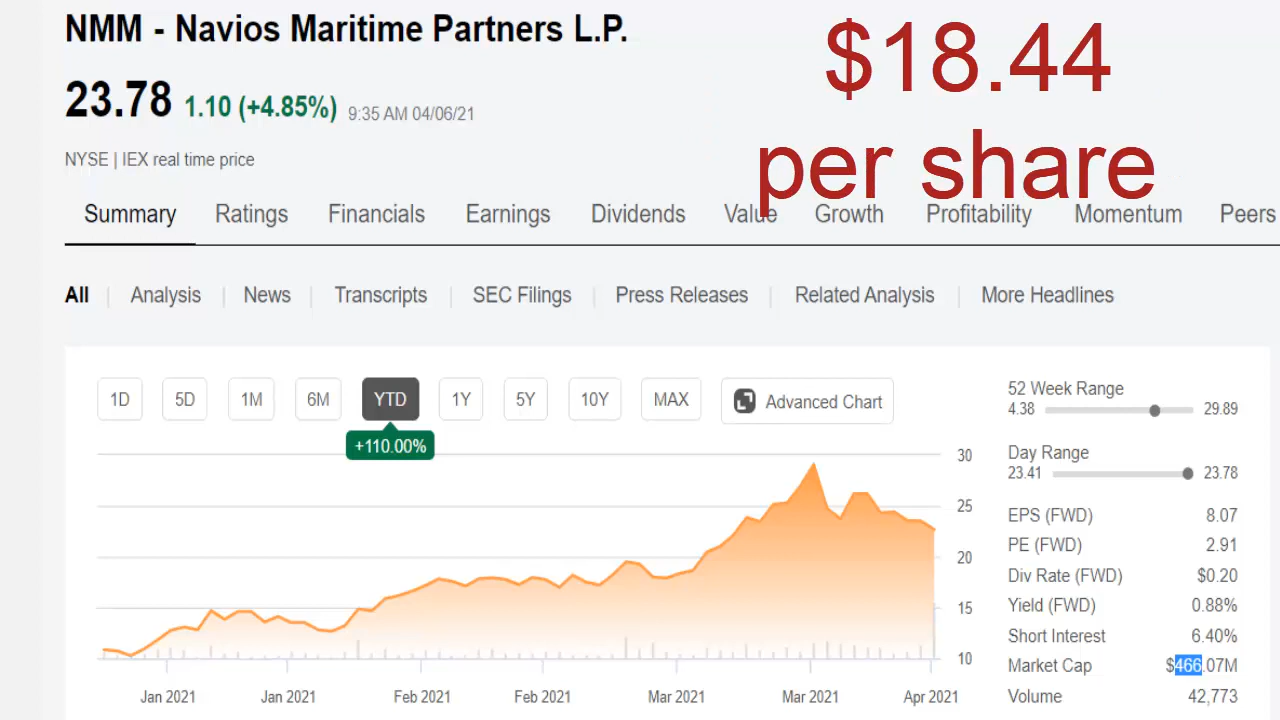 NMM - Navios Maritime Partners L.P.
$18.44
per share
23.78 1.10 (+4.85%) 9:35 AM 04/06/21
NYSE | IEX real time price
Summary Ratings Financials Earnings Dividends Value Growth Profitability Momentum Peers
All | Analysis | News | Transcripts | SEC Filings | Press Releases | Related Analysis | More Headlines
1D 5D 1M 6M YTD 1Y 5Y 10Y MAX Advanced Chart
+110.00%
30
25
20
15
10
Jan 2021 Jan 2021 Feb 2021 Feb 2021 Mar 2021 Mar 2021 Apr 2021
52 Week Range
4.38 29.89
Day Range
23.41 23.78
EPS (FWD) 8.07
PE (FWD) 2.91
Div Rate (FWD) $0.20
Yield (FWD) 0.88%
Short Interest 6.40%
Market Cap $466.07M
Volume 42,773